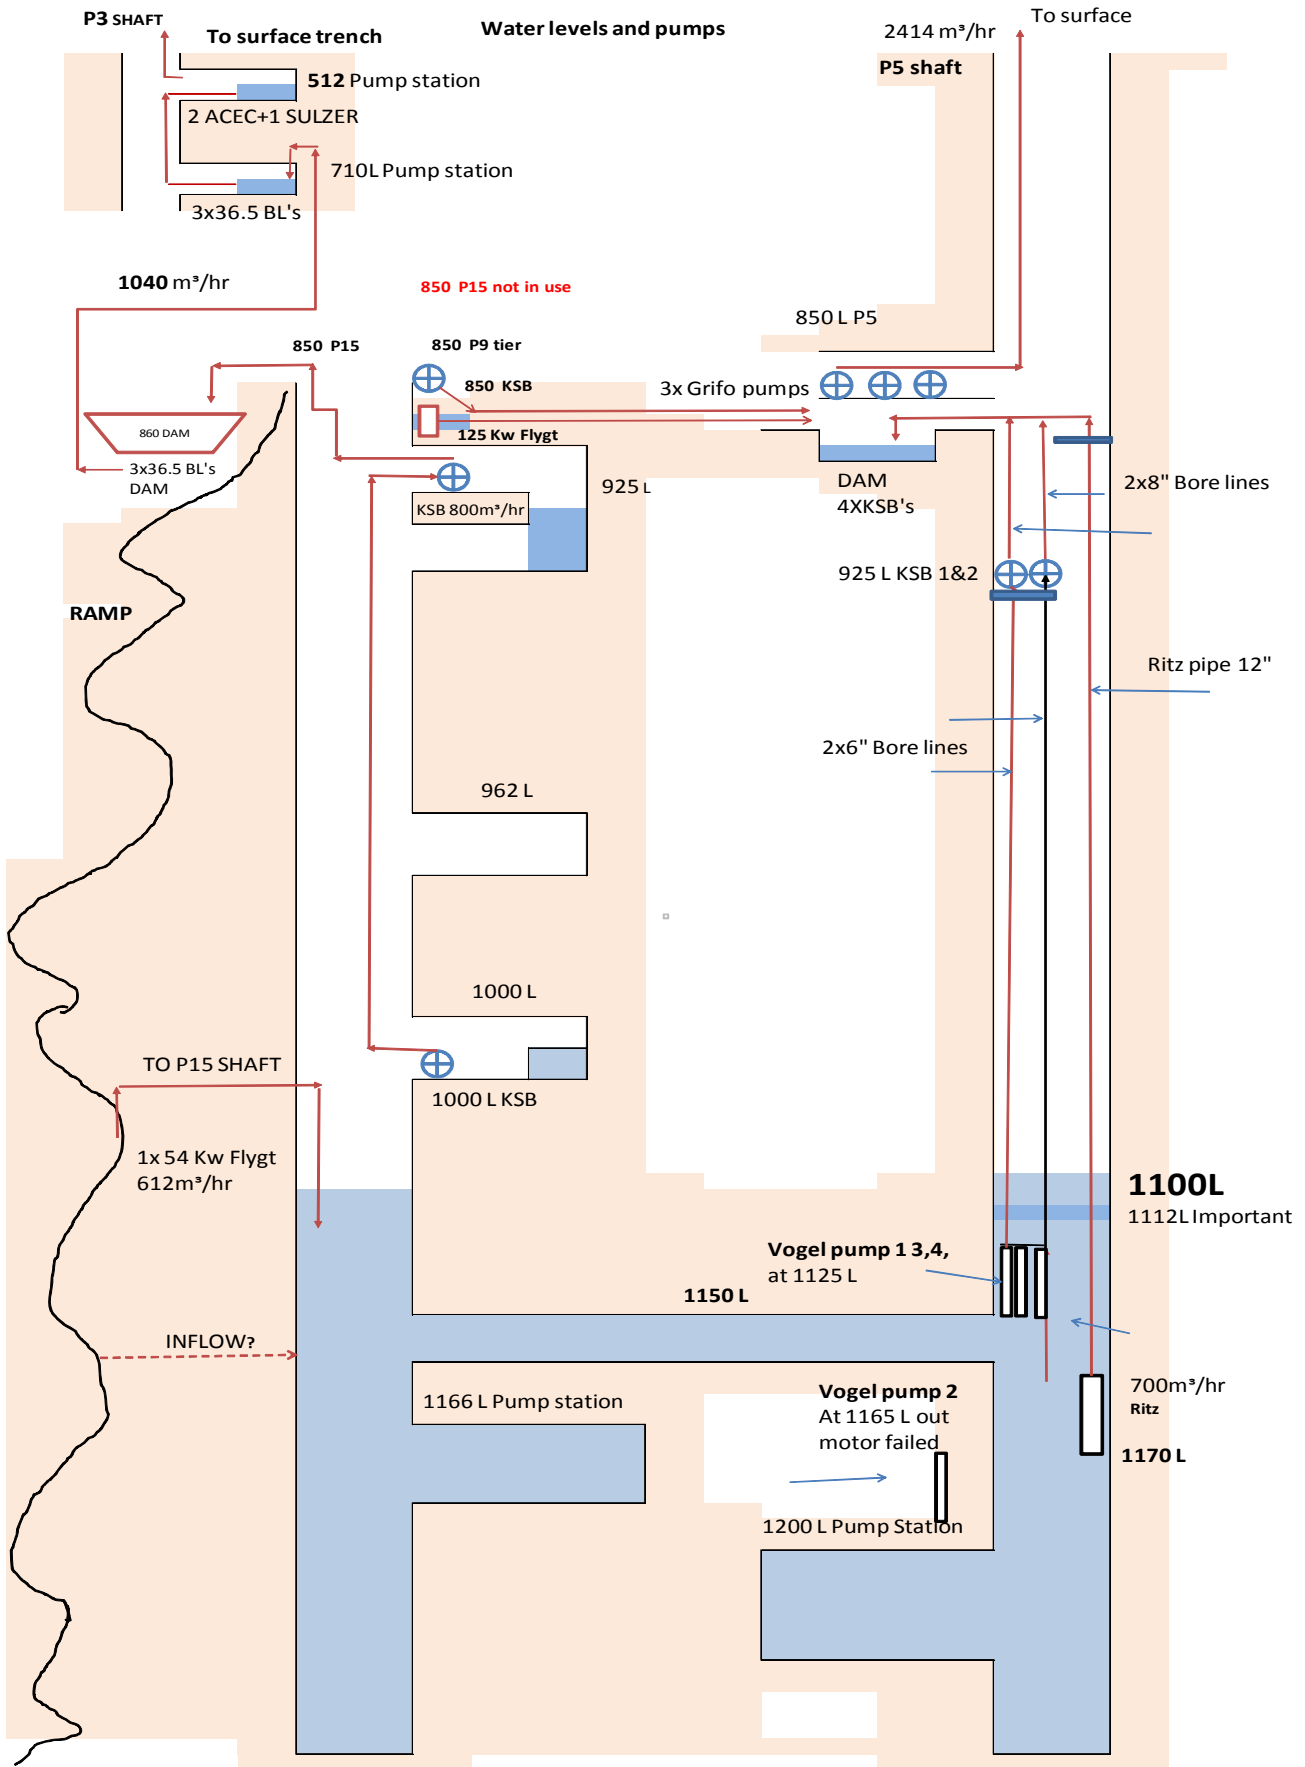 P3 SHAFT
To surface trench
Water levels and pumps
To surface
2414 m³/hr
P5 shaft
512 Pump station
2 ACEC+1 SULZER
710L Pump station
3x36.5 BL's
1040 m³/hr
850 P15 not in use
850 L P5
850 P15
850 P9 tier
850 KSB
3x Grifo pumps
860 DAM
125 Kw Flygt
3x36.5 BL's
DAM
925 L
KSB 800m³/hr
DAM
4XKSB's
2x8" Bore lines
925 L KSB 1&2
RAMP
Ritz pipe 12"
2x6" Bore lines
962 L
1000 L
TO P15 SHAFT
1000 L KSB
1x 54 Kw Flygt
612m³/hr
1100L
1112L Important
Vogel pump 1 3,4,
at 1125 L
1150 L
INFLOW?
1166 L Pump station
Vogel pump 2
At 1165 L out
motor failed
700m³/hr
Ritz
1170 L
1200 L Pump Station